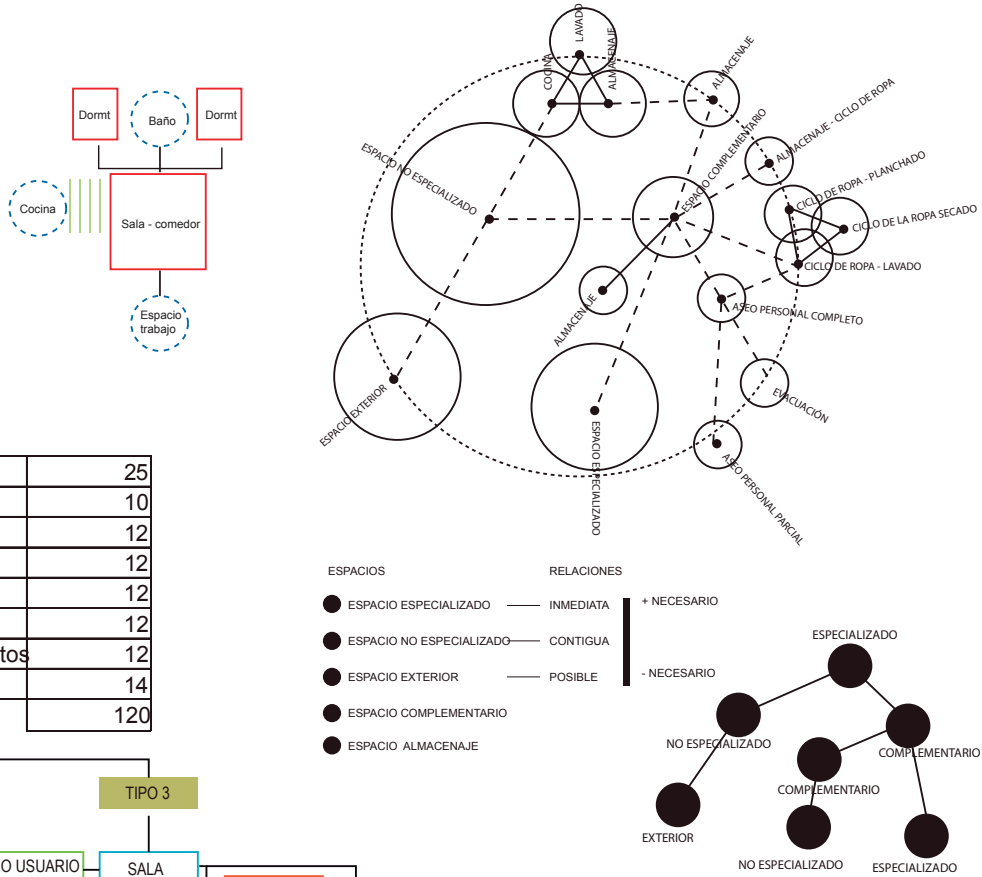 Dormt
Baño
Dormt
Cocina
Sala - comedor
Espacio
trabajo
LAVADO
COCINA
ALMACENAJE
ALMACENAJE
ALMACENAJE - CICLO DE ROPA
ESPACIO COMPLEMENTARIO
ESPACIO NO ESPECIALIZADO
CICLO DE ROPA - PLANCHADO
CICLO DE LA ROPA SECADO
CICLO DE ROPA - LAVADO
ALMACENAJE
ASEO PERSONAL COMPLETO
ESPACIO EXTERIOR
EVACUACIÓN
ESPACIO ESPECIALIZADO
ASEO PERSONAL PARCIAL
25
10
12
12
12
12
tos 12
14
120
ESPACIOS
RELACIONES
ESPACIO ESPECIALIZADO
INMEDIATA
+ NECESARIO
ESPACIO NO ESPECIALIZADO
CONTIGUA
ESPACIO EXTERIOR
POSIBLE
- NECESARIO
ESPACIO COMPLEMENTARIO
ESPACIO ALMACENAJE
ESPECIALIZADO
NO ESPECIALIZADO
COMPLEMENTARIO
COMPLEMENTARIO
EXTERIOR
NO ESPECIALIZADO
ESPECIALIZADO
TIPO 3
O USUARIO
SALA